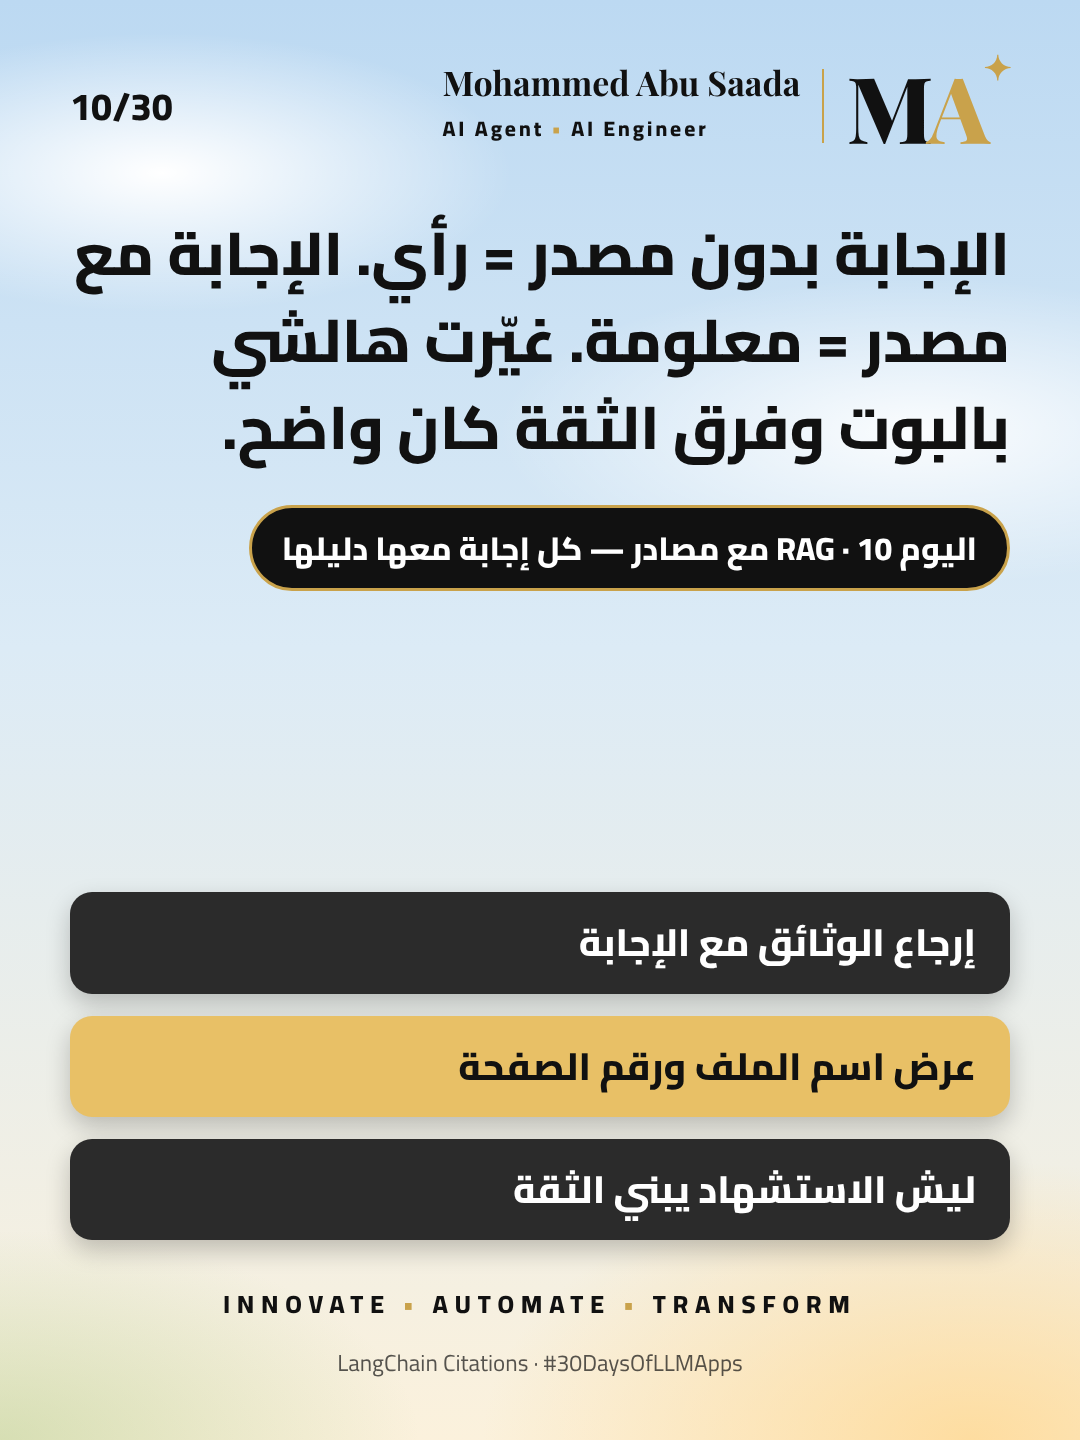 10/30
Mohammed Abu Saada
AI Agent ▪ AI Engineer
MA
الإجابة بدون مصدر = رأي. الإجابة مع
مصدر = معلومة. غيّرت هالشي
بالبوت وفرق الثقة كان واضح.
اليوم 10 · RAG مع مصادر — كل إجابة معها دليلها
إرجاع الوثائق مع الإجابة
عرض اسم الملف ورقم الصفحة
ليش الاستشهاد يبني الثقة
INNOVATE ▪ AUTOMATE ▪ TRANSFORM
LangChain Citations · #30DaysOfLLMApps